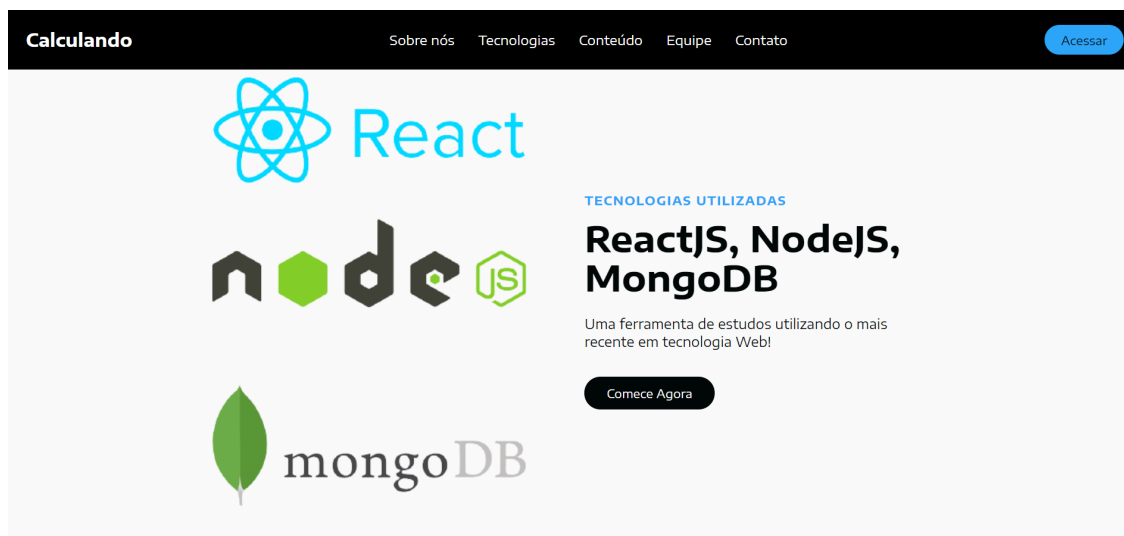 Calculando
Sobre nós Tecnologias Conteúdo Equipe Contato
Acessar
React
node JS
mongoDB
TECNOLOGIAS UTILIZADAS
ReactJS, NodeJS,
MongoDB
Uma ferramenta de estudos utilizando o mais
recente em tecnologia Web!
Comece Agora